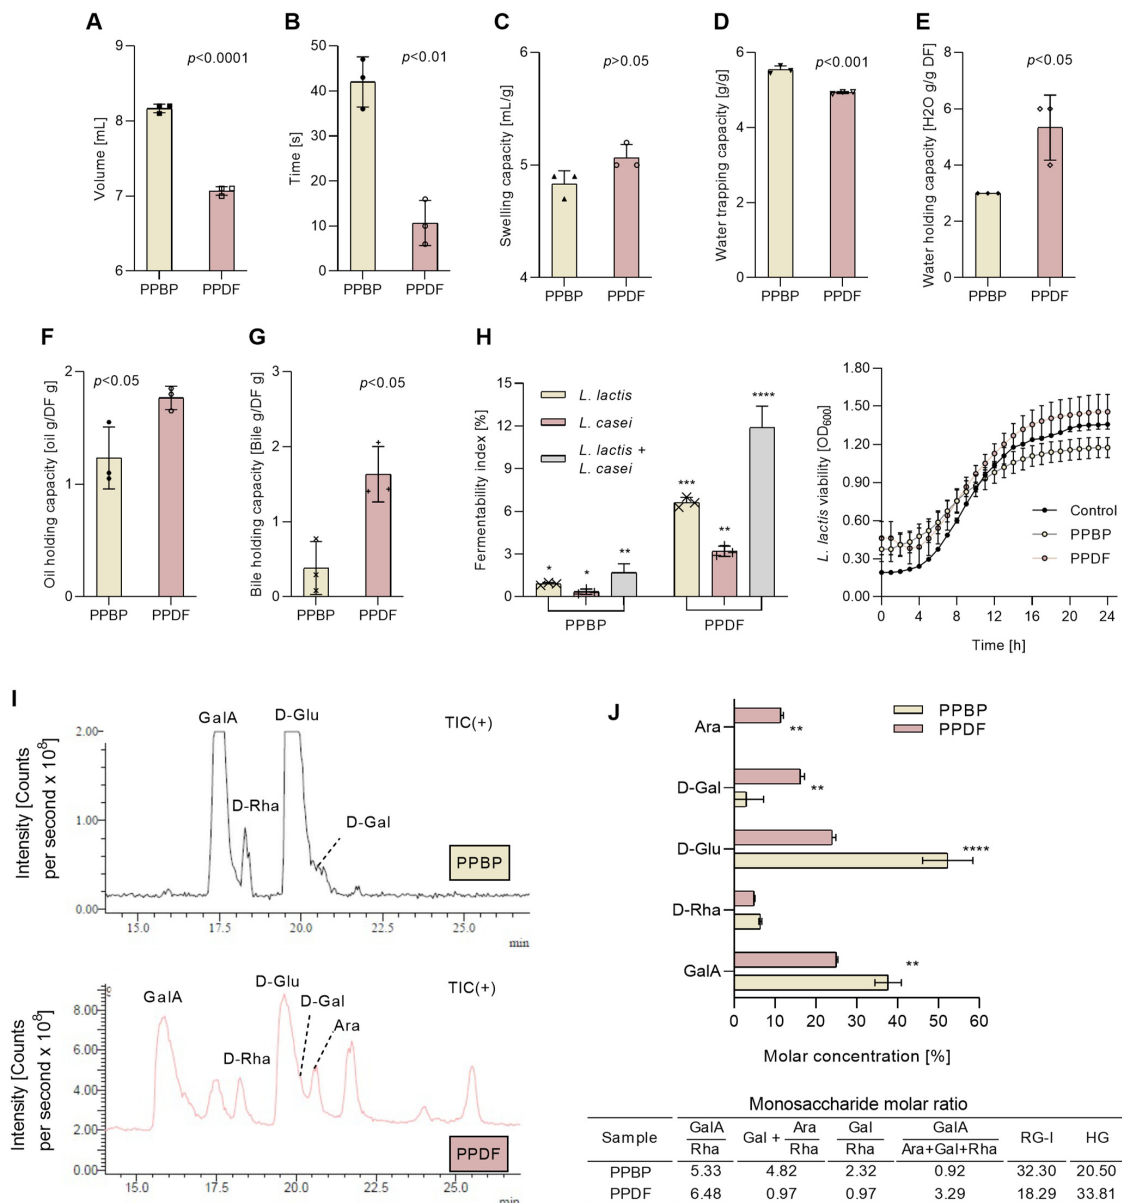 A
Volume [mL]
9
8
7
6
p<0.0001
PPBP
PPDF
B
Time [s]
50
40
30
20
10
0
p<0.01
PPBP
PPDF
C
Swelling capacity [mL/g]
6
5
4
p>0.05
PPBP
PPDF
D
Water trapping capacity [g/g]
6
4
2
0
p<0.001
PPBP
PPDF
E
Water holding capacity [H2O g/g DF]
8
6
4
2
0
p<0.05
PPBP
PPDF
F
Oil holding capacity [oil g/DF g]
2
1
0
p<0.05
PPBP
PPDF
G
Bile holding capacity [Bile g/DF g]
3
2
1
0
p<0.05
PPBP
PPDF
H
Fermentability index [%]
15
12
9
6
3
0
L. lactis
L. casei
L. lactis +
L. casei
*
*
**
***
**
****
PPBP
PPDF
L. lactis viability [OD600]
1.80
1.50
1.20
0.90
0.60
0.30
0.00
Control
PPBP
PPDF
0 4 8 12 16 20 24
Time [h]
I
Intensity [Counts
per second x 10^8]
2.00
1.00
0.00
GalA
D-Glu
TIC(+)
D-Rha
D-Gal
PPBP
15.0 17.5 20.0 22.5 25.0
min
Intensity [Counts
per second x 10^8]
8.00
6.00
4.00
2.00
0.00
GalA
D-Glu
TIC(+)
D-Gal
Ara
D-Rha
PPDF
15.0 17.5 20.0 22.5 25.0
min
J
PPBP
PPDF
Ara
**
D-Gal
**
D-Glu
****
D-Rha
GalA
**
0 10 20 30 40 50 60
Molar concentration [%]
Monosaccharide molar ratio
Sample GalA/Rha Gal + Ara/Rha Gal/Rha GalA/Ara+Gal+Rha RG-I HG
PPBP 5.33 4.82 2.32 0.92 32.30 20.50
PPDF 6.48 0.97 0.97 3.29 18.29 33.81